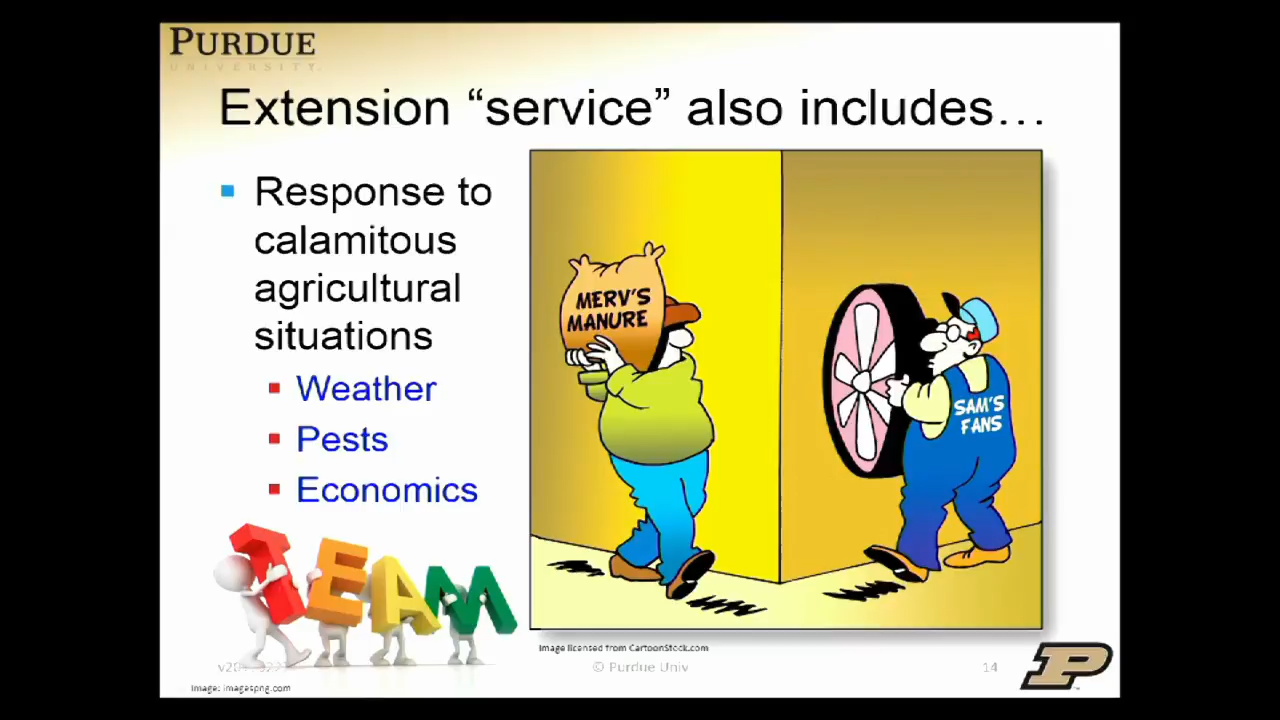 PURDUE
UNIVERSITY.
Extension “service” also includes…
Response to
calamitous
agricultural
situations
Weather
Pests
Economics
MERV'S
MANURE
SAM'S
FANS
TEAM
Image licensed from CartoonStock.com
© Purdue Univ
14
P
Image: imagespng.com